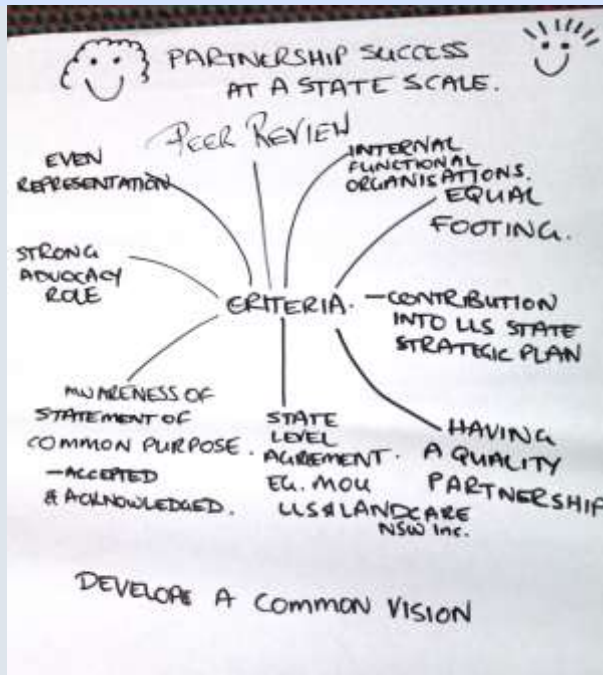 PARTNERSHIP SUCCESS
AT A STATE SCALE.
PEER REVIEW
EVEN
REPRESENTATION
INTERNAL
FUNCTIONAL
ORGANISATIONS.
EQUAL
FOOTING.
STRONG
ADVOCACY
ROLE
CRITERIA.
-CONTRIBUTION
INTO LLS STATE
STRATEGIC PLAN
AWARENESS OF
STATEMENT OF
COMMON PURPOSE.
-ACCEPTED
& ACKNOWLEDGED.
STATE
LEVEL
AGREMENT.
EG. MOU
LLS & LANDCARE
NSW Inc.
HAVING
A QUALITY
PARTNERSHIP
DEVELOPE A COMMON VISION